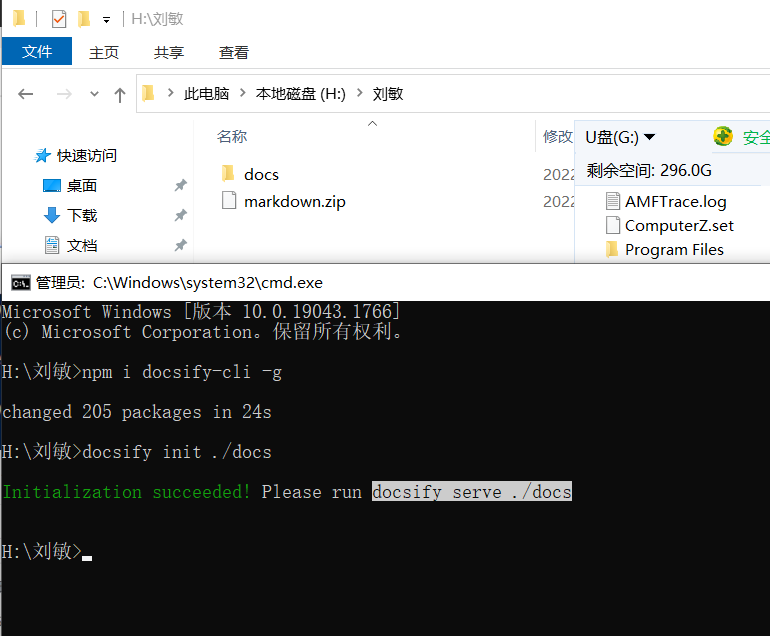 H:\刘敏
文件 主页 共享 查看
此电脑 本地磁盘 (H:) 刘敏
名称 修改
快速访问
桌面
下载
文档
docs 2022
markdown.zip 2022
U盘(G:) 安全
剩余空间: 296.0G
AMFTrace.log
ComputerZ.set
Program Files
管理员: C:\Windows\system32\cmd.exe
Microsoft Windows [版本 10.0.19043.1766]
(c) Microsoft Corporation。保留所有权利。
H:\刘敏>npm i docsify-cli -g
changed 205 packages in 24s
H:\刘敏>docsify init ./docs
Initialization succeeded! Please run docsify serve ./docs
H:\刘敏>